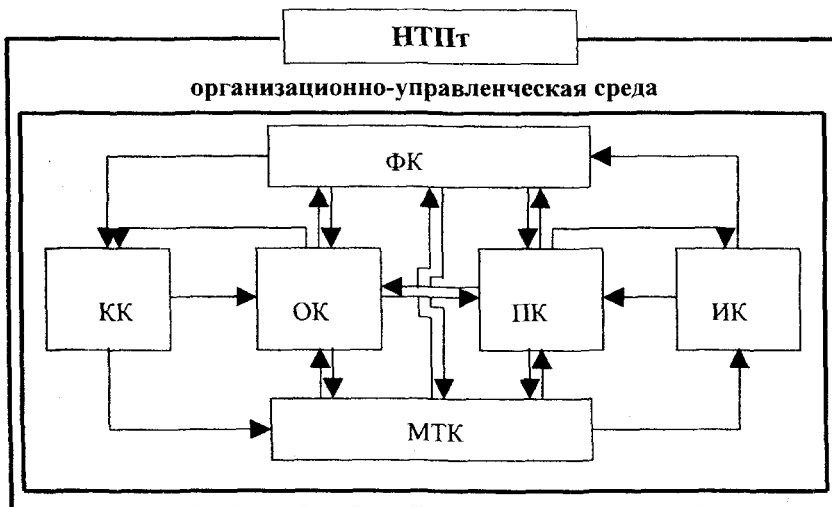 НТПт
организационно-управленческая среда
ФК
КК
ОК
ПК
ИК
МТК